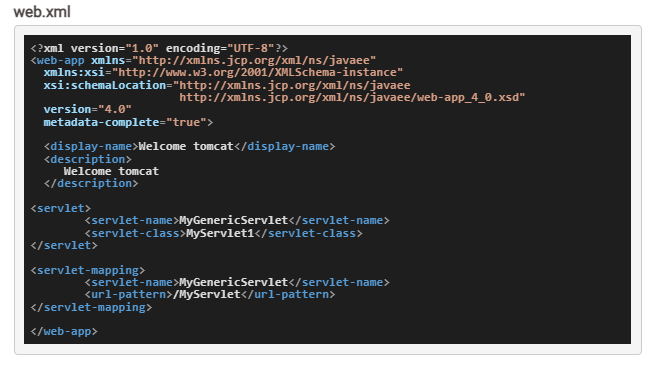 web.xml
<?xml version="1.0" encoding="UTF-8"?>
<web-app xmlns="http://xmlns.jcp.org/xml/ns/javaee"
  xmlns:xsi="http://www.w3.org/2001/XMLSchema-instance"
  xsi:schemaLocation="http://xmlns.jcp.org/xml/ns/javaee
                      http://xmlns.jcp.org/xml/ns/javaee/web-app_4_0.xsd"
  version="4.0"
  metadata-complete="true">
  <display-name>Welcome tomcat</display-name>
  <description>
     Welcome tomcat
  </description>
<servlet>
        <servlet-name>MyGenericServlet</servlet-name>
        <servlet-class>MyServlet1</servlet-class>
</servlet>
<servlet-mapping>
        <servlet-name>MyGenericServlet</servlet-name>
        <url-pattern>/MyServlet</url-pattern>
</servlet-mapping>
</web-app>